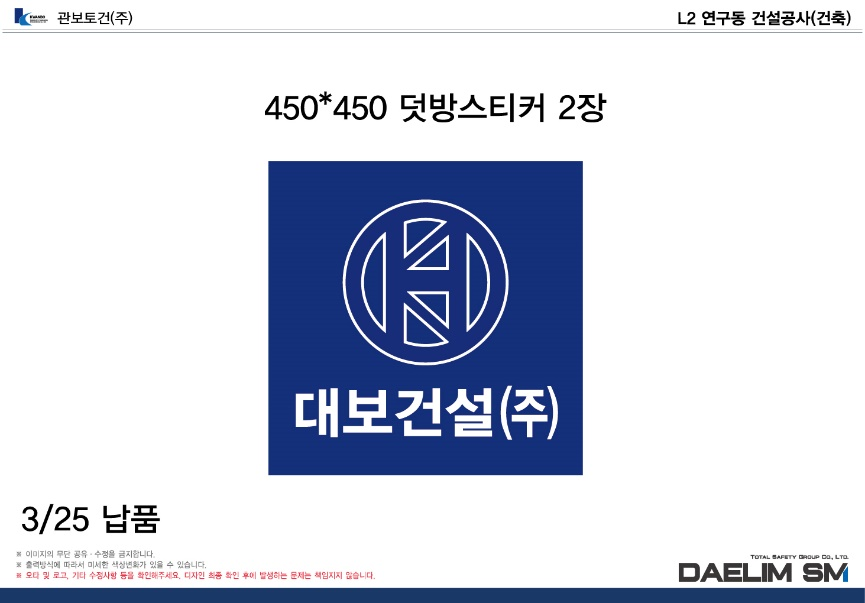 KWANBO
관보토건(주)
L2 연구동 건설공사(건축)
450*450 덧방스티커 2장
대보건설(주)
3/25 납품
※ 이미지의 무단 공유 · 수정을 금지합니다.
※ 출력방식에 따라서 미세한 색상변화가 있을 수 있습니다.
※ 오타 및 로고, 기타 수정사항 등을 확인해주세요. 디자인 최종 확인 후에 발생하는 문제는 책임지지 않습니다.
TOTAL SAFETY GROUP CO., LTD.
DAELIM SM